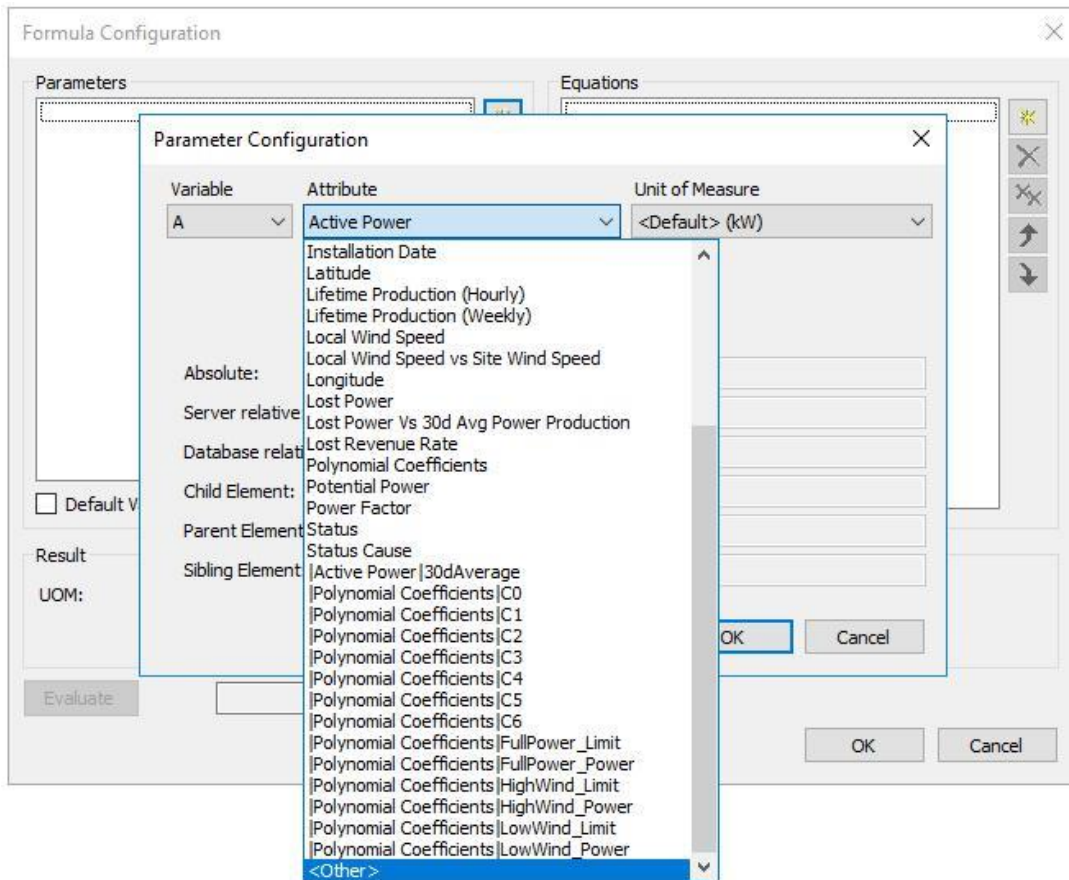 Formula Configuration
Parameters
Equations
Parameter Configuration
Variable
Attribute
Unit of Measure
A
Active Power
<Default> (kW)
Installation Date
Latitude
Lifetime Production (Hourly)
Lifetime Production (Weekly)
Local Wind Speed
Local Wind Speed vs Site Wind Speed
Longitude
Lost Power
Lost Power Vs 30d Avg Power Production
Lost Revenue Rate
Polynomial Coefficients
Potential Power
Power Factor
Status
Status Cause
|Active Power|30dAverage
|Polynomial Coefficients|C0
|Polynomial Coefficients|C1
|Polynomial Coefficients|C2
|Polynomial Coefficients|C3
|Polynomial Coefficients|C4
|Polynomial Coefficients|C5
|Polynomial Coefficients|C6
|Polynomial Coefficients|FullPower_Limit
|Polynomial Coefficients|FullPower_Power
|Polynomial Coefficients|HighWind_Limit
|Polynomial Coefficients|HighWind_Power
|Polynomial Coefficients|LowWind_Limit
|Polynomial Coefficients|LowWind_Power
<Other>
Absolute:
Server relative
Database relati
Child Element:
Parent Element
Sibling Element
OK
Cancel
Default V
Result
UOM:
Evaluate
OK
Cancel